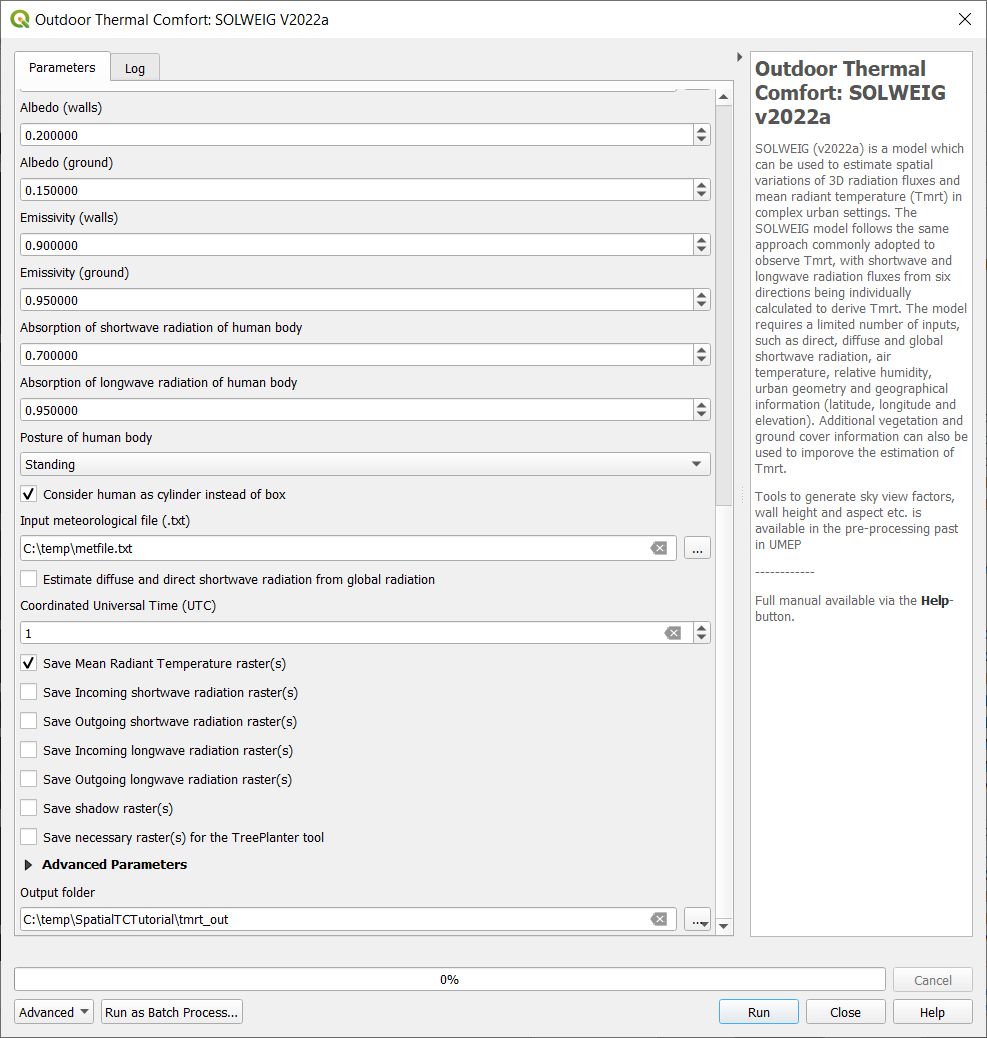 Outdoor Thermal Comfort: SOLWEIG V2022a
Parameters
Log
Albedo (walls)
0.200000
Albedo (ground)
0.150000
Emissivity (walls)
0.900000
Emissivity (ground)
0.950000
Absorption of shortwave radiation of human body
0.700000
Absorption of longwave radiation of human body
0.950000
Posture of human body
Standing
Consider human as cylinder instead of box
Input meteorological file (.txt)
C:\temp\metfile.txt
...
Estimate diffuse and direct shortwave radiation from global radiation
Coordinated Universal Time (UTC)
1
Save Mean Radiant Temperature raster(s)
Save Incoming shortwave radiation raster(s)
Save Outgoing shortwave radiation raster(s)
Save Incoming longwave radiation raster(s)
Save Outgoing longwave radiation raster(s)
Save shadow raster(s)
Save necessary raster(s) for the TreePlanter tool
Advanced Parameters
Output folder
C:\temp\SpatialTCTutorial\tmrt_out
...
Outdoor Thermal
Comfort: SOLWEIG
v2022a
SOLWEIG (v2022a) is a model which
can be used to estimate spatial
variations of 3D radiation fluxes and
mean radiant temperature (Tmrt) in
complex urban settings. The
SOLWEIG model follows the same
approach commonly adopted to
observe Tmrt, with shortwave and
longwave radiation fluxes from six
directions being individually
calculated to derive Tmrt. The model
requires a limited number of inputs,
such as direct, diffuse and global
shortwave radiation, air
temperature, relative humidity,
urban geometry and geographical
information (latitude, longitude and
elevation). Additional vegetation and
ground cover information can also be
used to imporove the estimation of
Tmrt.
Tools to generate sky view factors,
wall height and aspect etc. is
available in the pre-processing past
in UMEP
------------
Full manual available via the Help-
button.
0%
Cancel
Advanced
Run as Batch Process...
Run
Close
Help